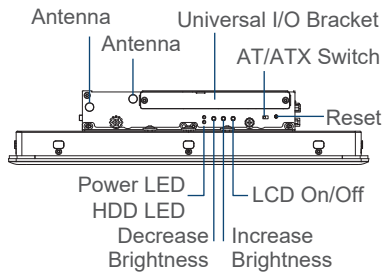 Antenna
Universal I/O Bracket
Antenna
AT/ATX Switch
Reset
Power LED
LCD On/Off
HDD LED
Decrease
Brightness
Increase
Brightness